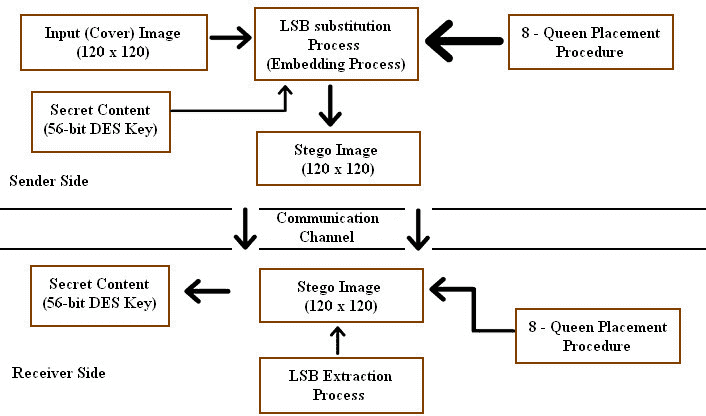 Input (Cover) Image
(120 x 120)
LSB substitution
Process
(Embedding Process)
8 - Queen Placement
Procedure
Secret Content
(56-bit DES Key)
Stego Image
(120 x 120)
Sender Side
Communication
Channel
Secret Content
(56-bit DES Key)
Stego Image
(120 x 120)
8 - Queen Placement
Procedure
Receiver Side
LSB Extraction
Process